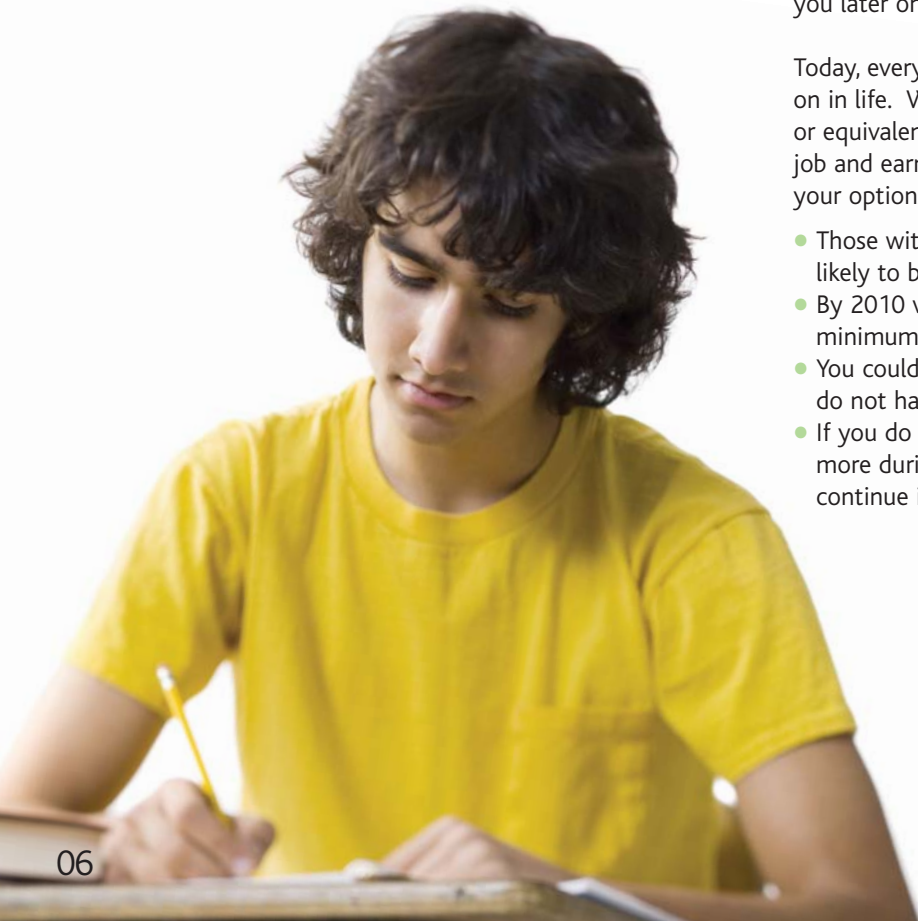 you later on
Today, every
on in life. W
or equivalen
job and earn
your option
• Those wit
likely to b
• By 2010 w
minimum
• You could
do not ha
• If you do
more duri
continue i
06